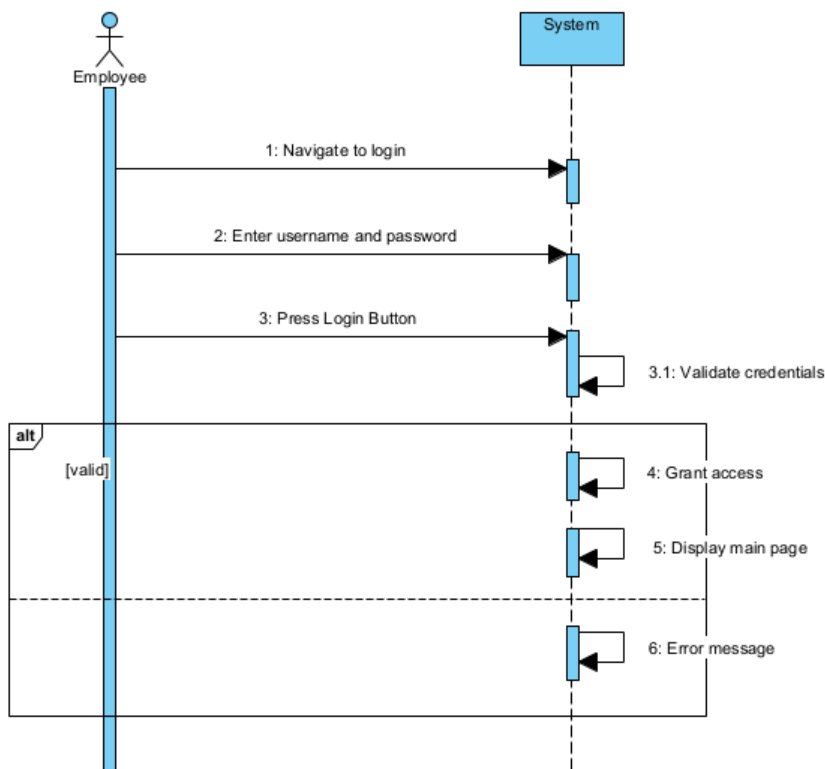 System
Employee
1: Navigate to login
2: Enter username and password
3: Press Login Button
3.1: Validate credentials
alt
[valid]
4: Grant access
5: Display main page
6: Error message